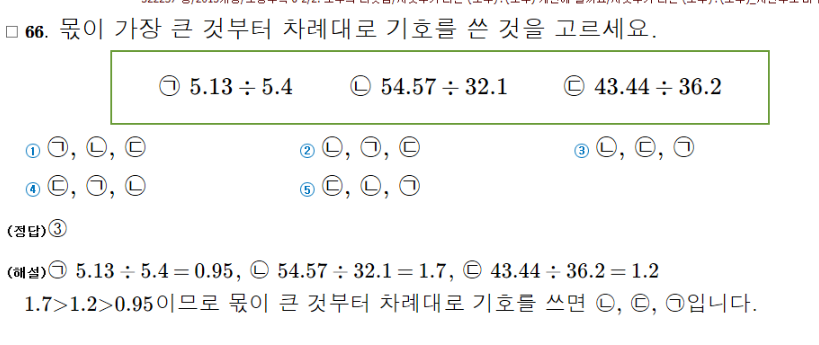 □ 66. 몫이 가장 큰 것부터 차례대로 기호를 쓴 것을 고르세요.
㉠ 5.13÷5.4 ㉡ 54.57÷32.1 ㉢ 43.44÷36.2
① ㉠, ㉡, ㉢ ② ㉡, ㉠, ㉢ ③ ㉡, ㉢, ㉠
④ ㉢, ㉠, ㉡ ⑤ ㉢, ㉡, ㉠
(정답)③
(해설)㉠ 5.13÷5.4=0.95, ㉡ 54.57÷32.1=1.7, ㉢ 43.44÷36.2=1.2
1.7>1.2>0.95이므로 몫이 큰 것부터 차례대로 기호를 쓰면 ㉡, ㉢, ㉠입니다.